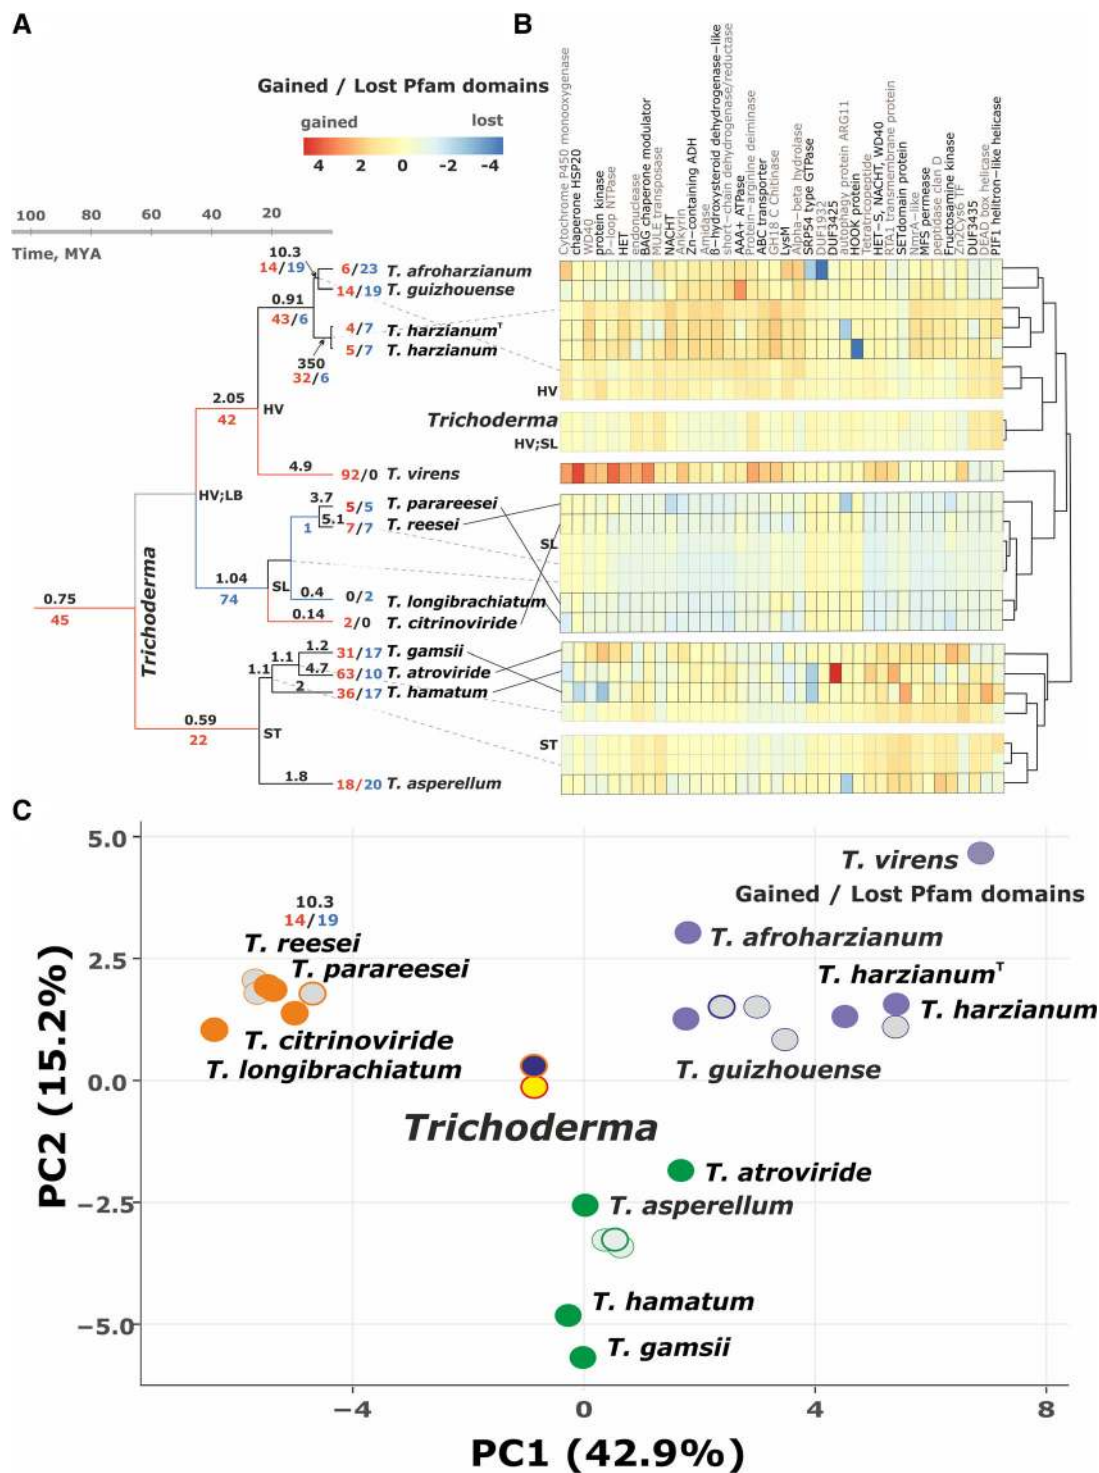 A
B
Gained / Lost Pfam domains
gained
lost
4 2 0 -2 -4
100 80 60 40 20
Time, MYA
Cytochrome P450 monooxygenase
chaperone HSP20
WD40
protein kinase
P-loop NTPase
HET
endonuclease
BAG chaperone modulator
MULE transposase
NACHT
Ankyrin
Zn-containing ADH
Amidase
β-hydroxysteroid dehydrogenase-like
short-chain dehydrogenase/reductase
AAA+ ATPase
Protein-arginine deiminase
ABC transporter
GH18 C Chitinase
LysM
Alpha-beta hydrolase
SRP54 type GTPase
DUF1932
DUF3425
autophagy protein ARG11
HOOK protein
Tetratricopeptide
HET-S, NACHT, WD40
RTA1 transmembrane protein
SETdomain protein
NmrA-like
MFS permease
peptidase clan D
Fructosamine kinase
Zn2Cys6 TF
DUF3435
DEAD box helicase
PIF1 helitron-like helicase
10.3
14/19
6/23 T. afroharzianum
14/19 T. guizhouense
0.91
43/6
4/7 T. harzianumᵀ
5/7 T. harzianum
350
32/6
HV
2.05
42
HV
Trichoderma
HV;SL
4.9
92/0 T. virens
HV;LB
3.7
5/5 T. parareesei
5.1
7/7 T. reesei
1
SL
1.04
74
SL
0.4
0/2 T. longibrachiatum
0.14
2/0 T. citrinoviride
0.75
45
Trichoderma
1.2
31/17 T. gamsii
1.1
4.7
63/10 T. atroviride
1.1
2
36/17 T. hamatum
0.59
22
ST
ST
1.8
18/20 T. asperellum
C
5.0
2.5
0.0
−2.5
−5.0
PC2 (15.2%)
T. virens
Gained / Lost Pfam domains
10.3
14/19
T. reesei
T. parareesei
T. afroharzianum
T. harzianumᵀ
T. harzianum
T. citrinoviride
T. longibrachiatum
T. guizhouense
Trichoderma
T. atroviride
T. asperellum
T. hamatum
T. gamsii
−4 0 4 8
PC1 (42.9%)